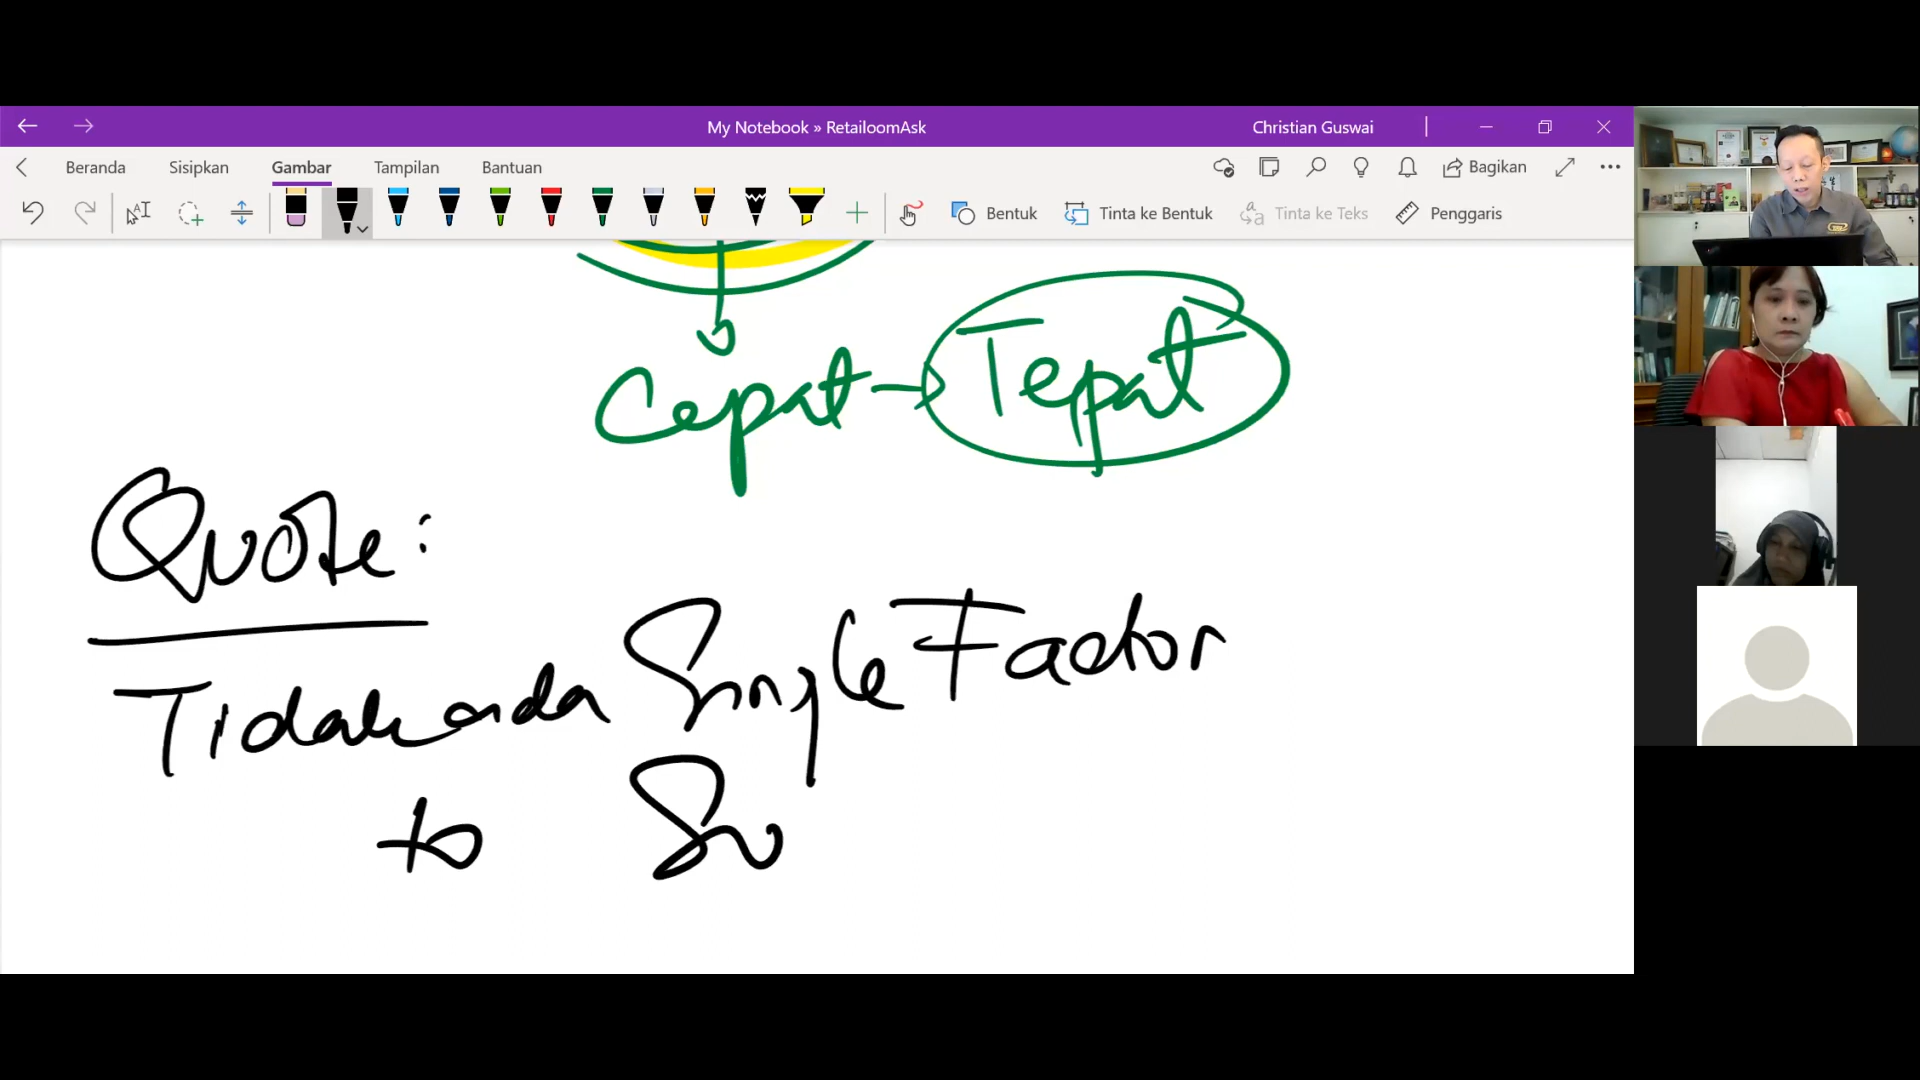 My Notebook » RetailoomAsk
Christian Guswai
Beranda Sisipkan Gambar Tampilan Bantuan
Bagikan
Bentuk Tinta ke Bentuk Tinta ke Teks Penggaris
Cepat → Tepat
Quote:
Tidak ada Single Factor
to Su